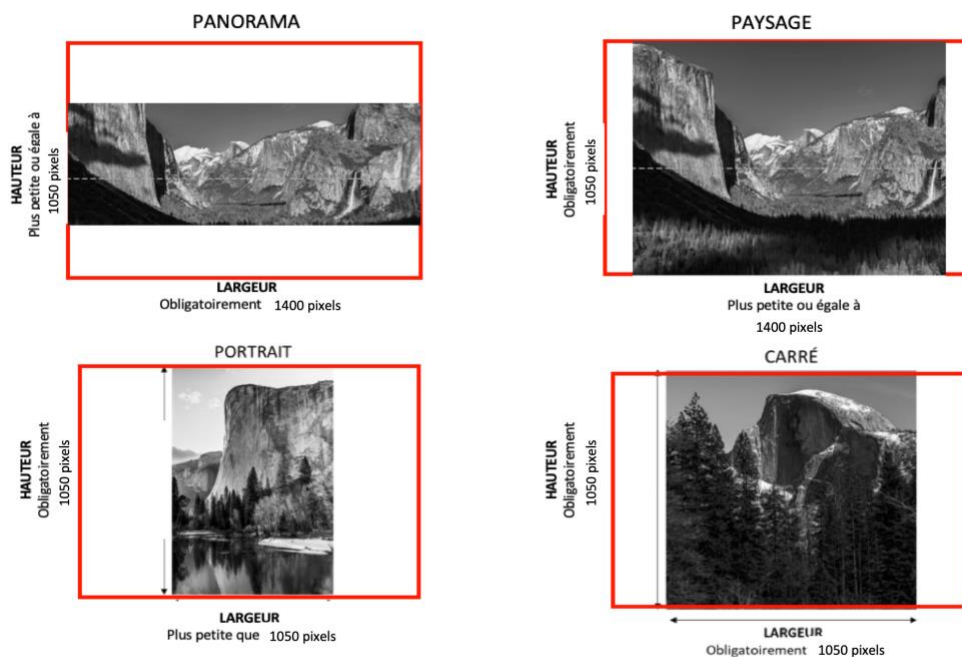 PANORAMA
HAUTEUR
Plus petite ou égale à
1050 pixels
LARGEUR
Obligatoirement 1400 pixels
PAYSAGE
HAUTEUR
Obligatoirement
1050 pixels
LARGEUR
Plus petite ou égale à
1400 pixels
PORTRAIT
HAUTEUR
Obligatoirement
1050 pixels
LARGEUR
Plus petite que 1050 pixels
CARRÉ
HAUTEUR
Obligatoirement
1050 pixels
LARGEUR
Obligatoirement 1050 pixels